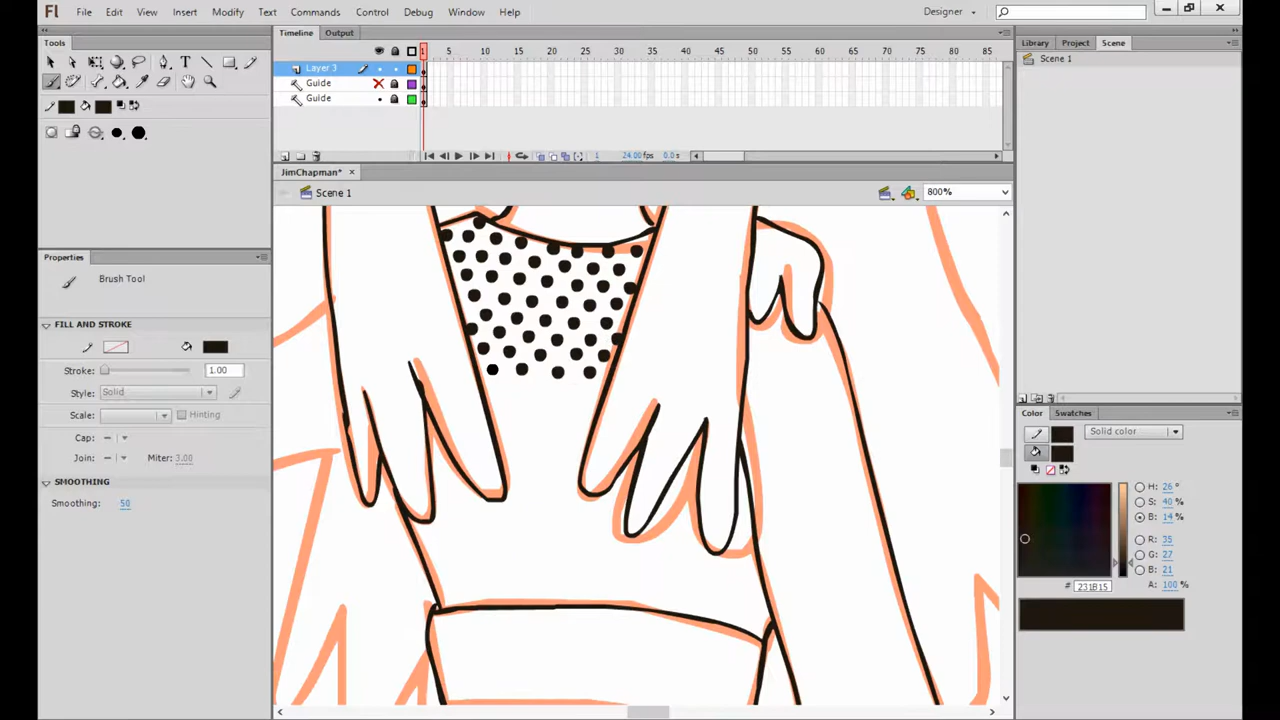 Fl File Edit View Insert Modify Text Commands Control Debug Window Help Designer
Tools Timeline Output Library Project Scene
1 5 10 15 20 25 30 35 40 45 50 55 60 65 70 75 80 85
Scene 1
Layer 3
Guide
Guide
1 24.00 fps 0.0 s
JimChapman*
Scene 1 800%
Properties
Brush Tool
FILL AND STROKE
Stroke: 1.00
Style: Solid
Scale: Hinting
Cap:
Join: Miter: 3.00
SMOOTHING
Smoothing: 50
Color Swatches
Solid color
H: 26 °
S: 40 %
B: 14 %
R: 35
G: 27
B: 21
# 231B15 A: 100 %